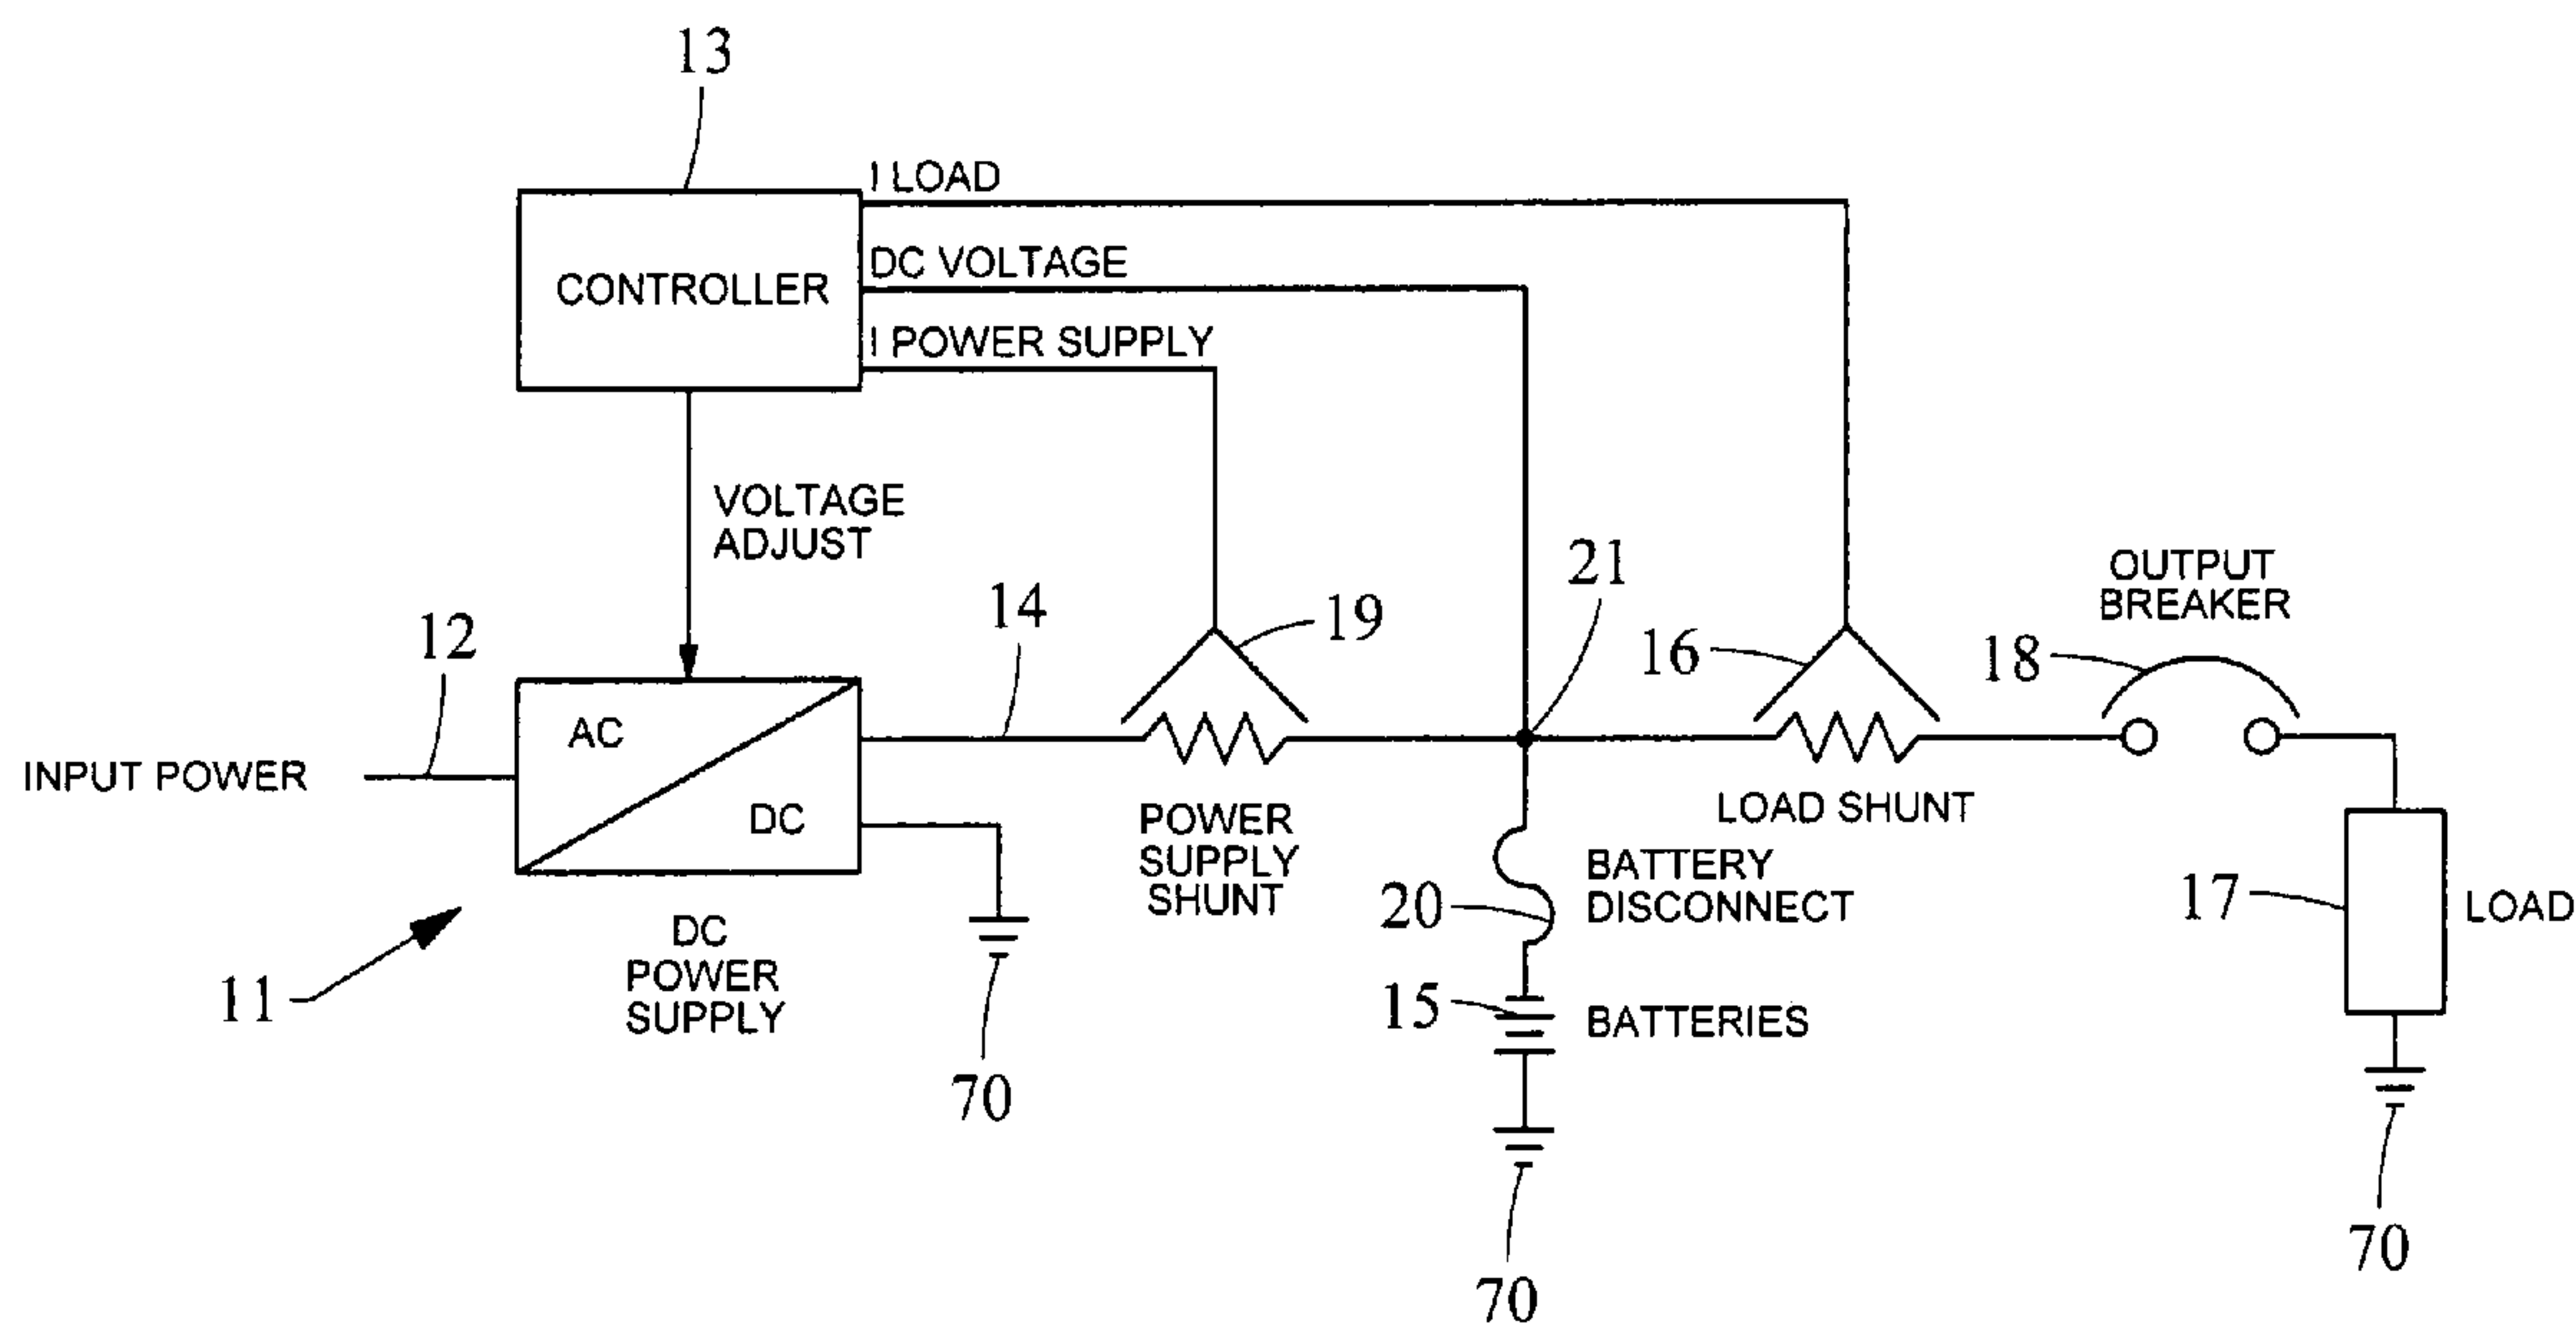 13
I LOAD
DC VOLTAGE
CONTROLLER
I POWER SUPPLY
VOLTAGE
ADJUST
21
OUTPUT
BREAKER
14
19
12
16
18
AC
INPUT POWER
DC
POWER
SUPPLY
SHUNT
LOAD SHUNT
BATTERY
DISCONNECT
20
17
LOAD
DC
POWER
SUPPLY
11
15
BATTERIES
70
70
70